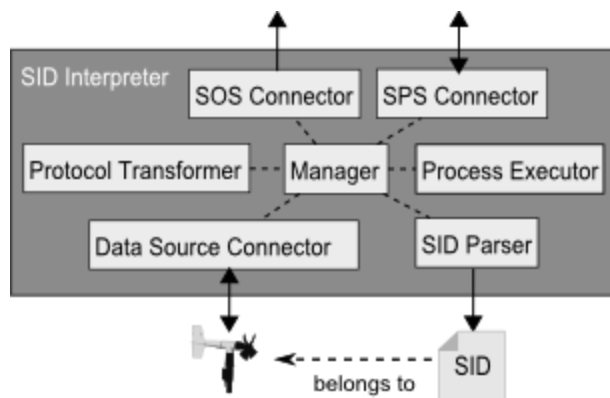 SID Interpreter
SOS Connector
SPS Connector
Protocol Transformer
Manager
Process Executor
Data Source Connector
SID Parser
SID
belongs to